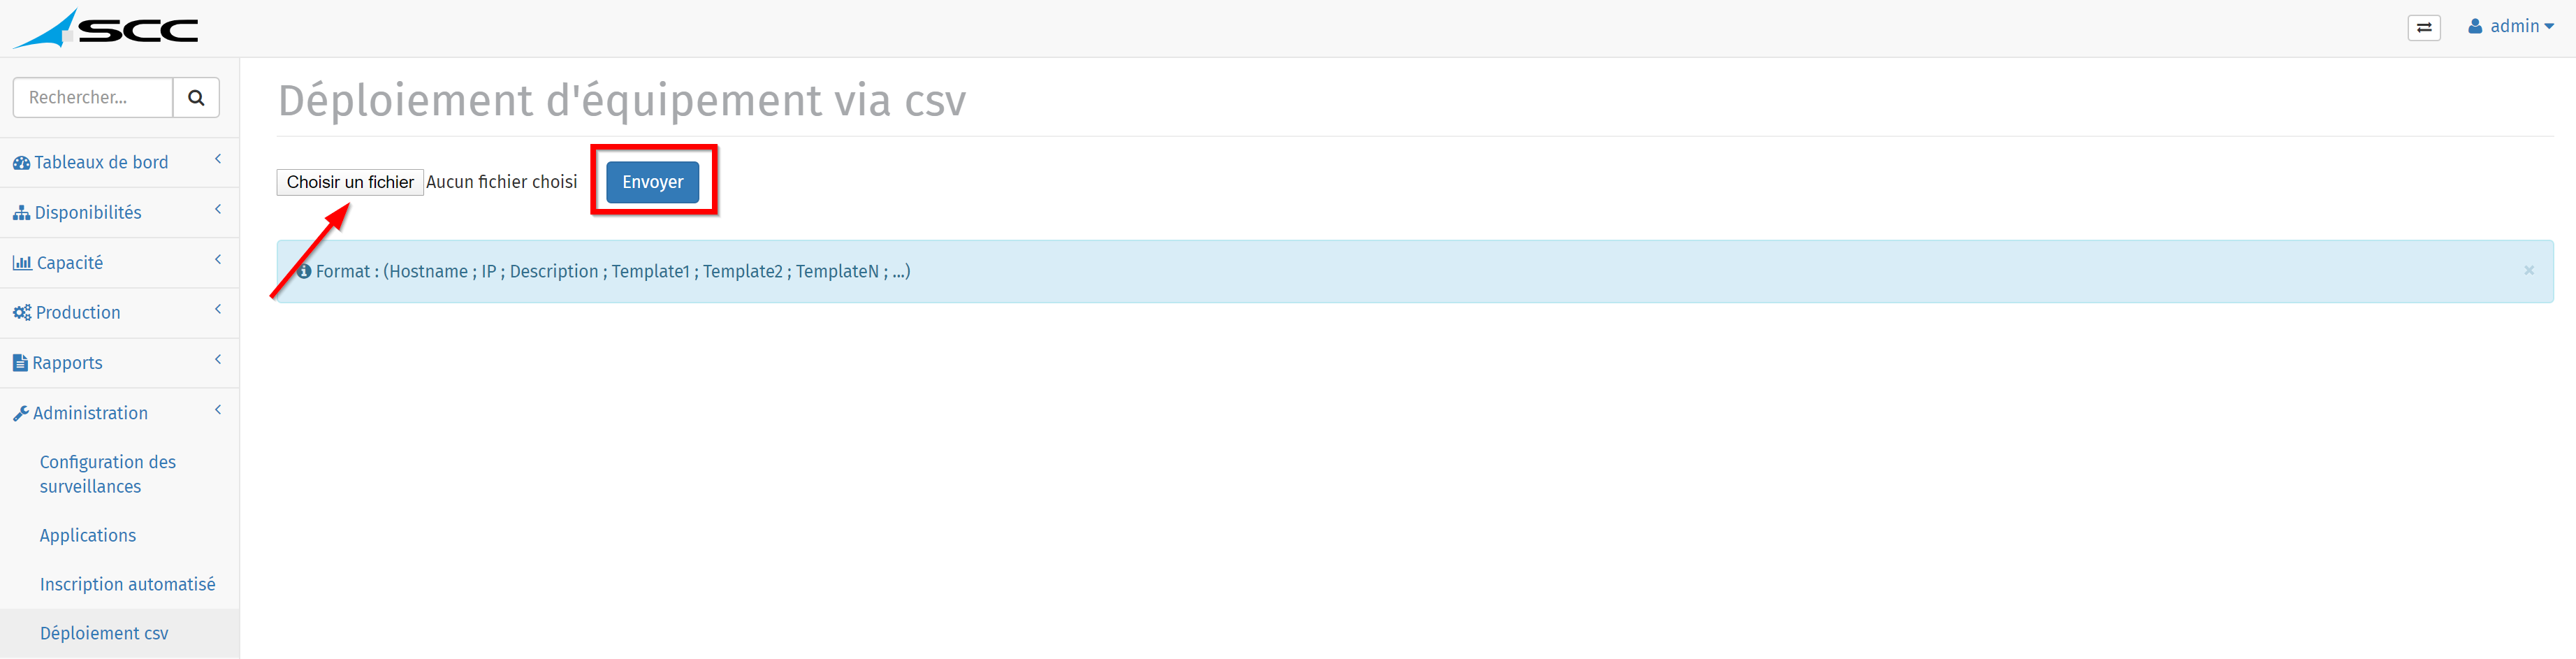 SCC
admin
Rechercher...
Tableaux de bord
Disponibilités
Capacité
Production
Rapports
Administration
Configuration des
surveillances
Applications
Inscription automatisé
Déploiement csv
Déploiement d'équipement via csv
Choisir un fichier Aucun fichier choisi Envoyer
Format : (Hostname ; IP ; Description ; Template1 ; Template2 ; TemplateN ; ...)